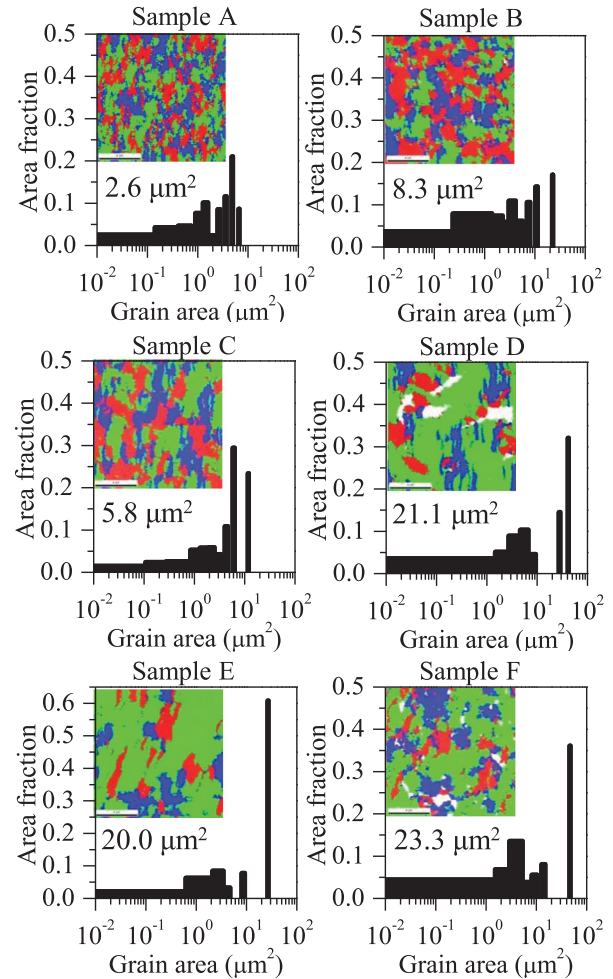 Sample A
0.5
0.4
0.3
0.2
0.1
0.0
Area fraction
2.6 μm²
10⁻² 10⁻¹ 10⁰ 10¹ 10²
Grain area (μm²)
Sample B
0.5
0.4
0.3
0.2
0.1
0.0
Area fraction
8.3 μm²
10⁻² 10⁻¹ 10⁰ 10¹ 10²
Grain area (μm²)
Sample C
0.5
0.4
0.3
0.2
0.1
0.0
Area fraction
5.8 μm²
10⁻² 10⁻¹ 10⁰ 10¹ 10²
Grain area (μm²)
Sample D
0.5
0.4
0.3
0.2
0.1
0.0
Area fraction
21.1 μm²
10⁻² 10⁻¹ 10⁰ 10¹ 10²
Grain area (μm²)
Sample E
0.6
0.5
0.4
0.3
0.2
0.1
0.0
Area fraction
20.0 μm²
10⁻² 10⁻¹ 10⁰ 10¹ 10²
Grain area (μm²)
Sample F
0.5
0.4
0.3
0.2
0.1
0.0
Area fraction
23.3 μm²
10⁻² 10⁻¹ 10⁰ 10¹ 10²
Grain area (μm²)